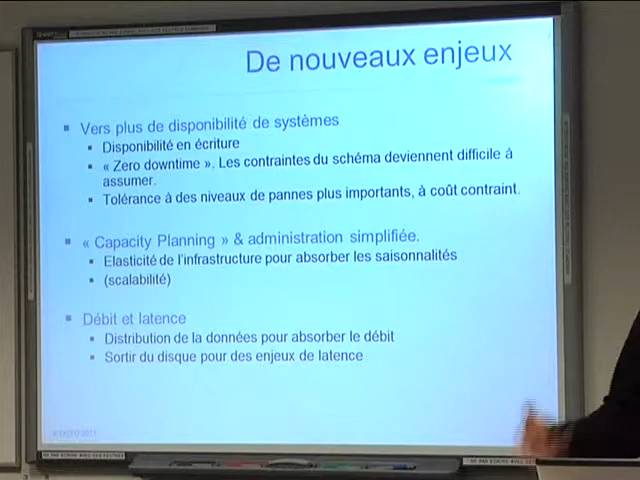 De nouveaux enjeux
Vers plus de disponibilité de systèmes
Disponibilité en écriture
« Zero downtime ». Les contraintes du schéma deviennent difficile à
assumer.
Tolérance à des niveaux de pannes plus importants, à coût contraint.
« Capacity Planning » & administration simplifiée.
Elasticité de l'infrastructure pour absorber les saisonnalités
(scalabilité)
Débit et latence
Distribution de la données pour absorber le débit
Sortir du disque pour des enjeux de latence